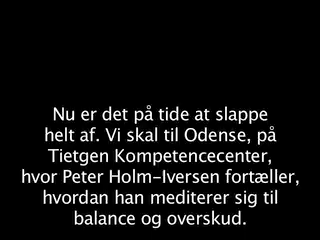 Nu er det på tide at slappe
helt af. Vi skal til Odense, på
Tietgen Kompetencecenter,
hvor Peter Holm-Iversen fortæller,
hvordan han mediterer sig til
balance og overskud.